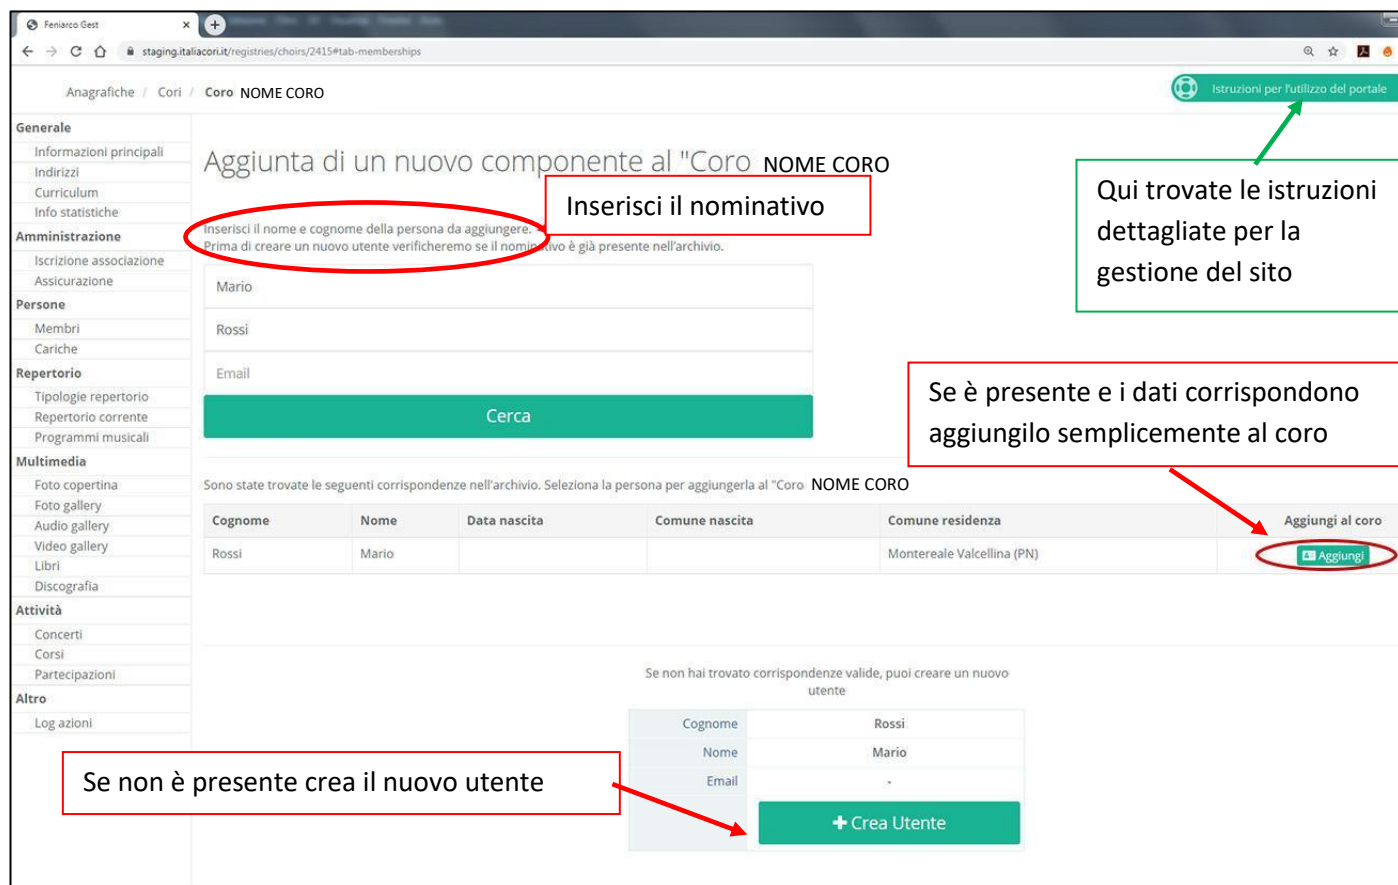 Feniarco Gest
staging.italiacori.it/registries/choirs/2415#tab-memberships
Anagrafiche / Cori / Coro NOME CORO
Istruzioni per l'utilizzo del portale
Generale
Informazioni principali
Indirizzi
Curriculum
Info statistiche
Amministrazione
Iscrizione associazione
Assicurazione
Persone
Membri
Cariche
Repertorio
Tipologie repertorio
Repertorio corrente
Programmi musicali
Multimedia
Foto copertina
Foto gallery
Audio gallery
Video gallery
Libri
Discografia
Attività
Concerti
Corsi
Partecipazioni
Altro
Log azioni
Aggiunta di un nuovo componente al "Coro NOME CORO
Inserisci il nominativo
Qui trovate le istruzioni
dettagliate per la
gestione del sito
Inserisci il nome e cognome della persona da aggiungere.
Prima di creare un nuovo utente verificheremo se il nominativo è già presente nell'archivio.
Mario
Rossi
Email
Cerca
Se è presente e i dati corrispondono
aggiungilo semplicemente al coro
Sono state trovate le seguenti corrispondenze nell'archivio. Seleziona la persona per aggiungerla al "Coro NOME CORO
Cognome Nome Data nascita Comune nascita Comune residenza Aggiungi al coro
Rossi Mario Montereale Valcellina (PN) Aggiungi
Se non hai trovato corrispondenze valide, puoi creare un nuovo
utente
Cognome Rossi
Nome Mario
Email -
+ Crea Utente
Se non è presente crea il nuovo utente